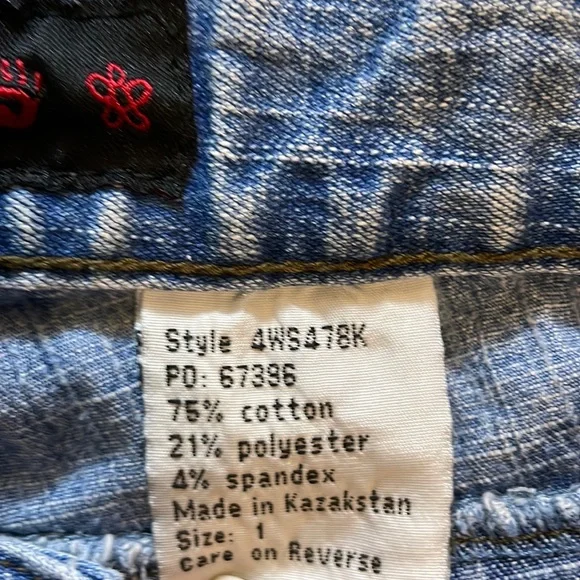 Style 4WS478K
PO: 67396
75% cotton
21% polyester
4% spandex
Made in Kazakstan
Size: 1
Care on Reverse